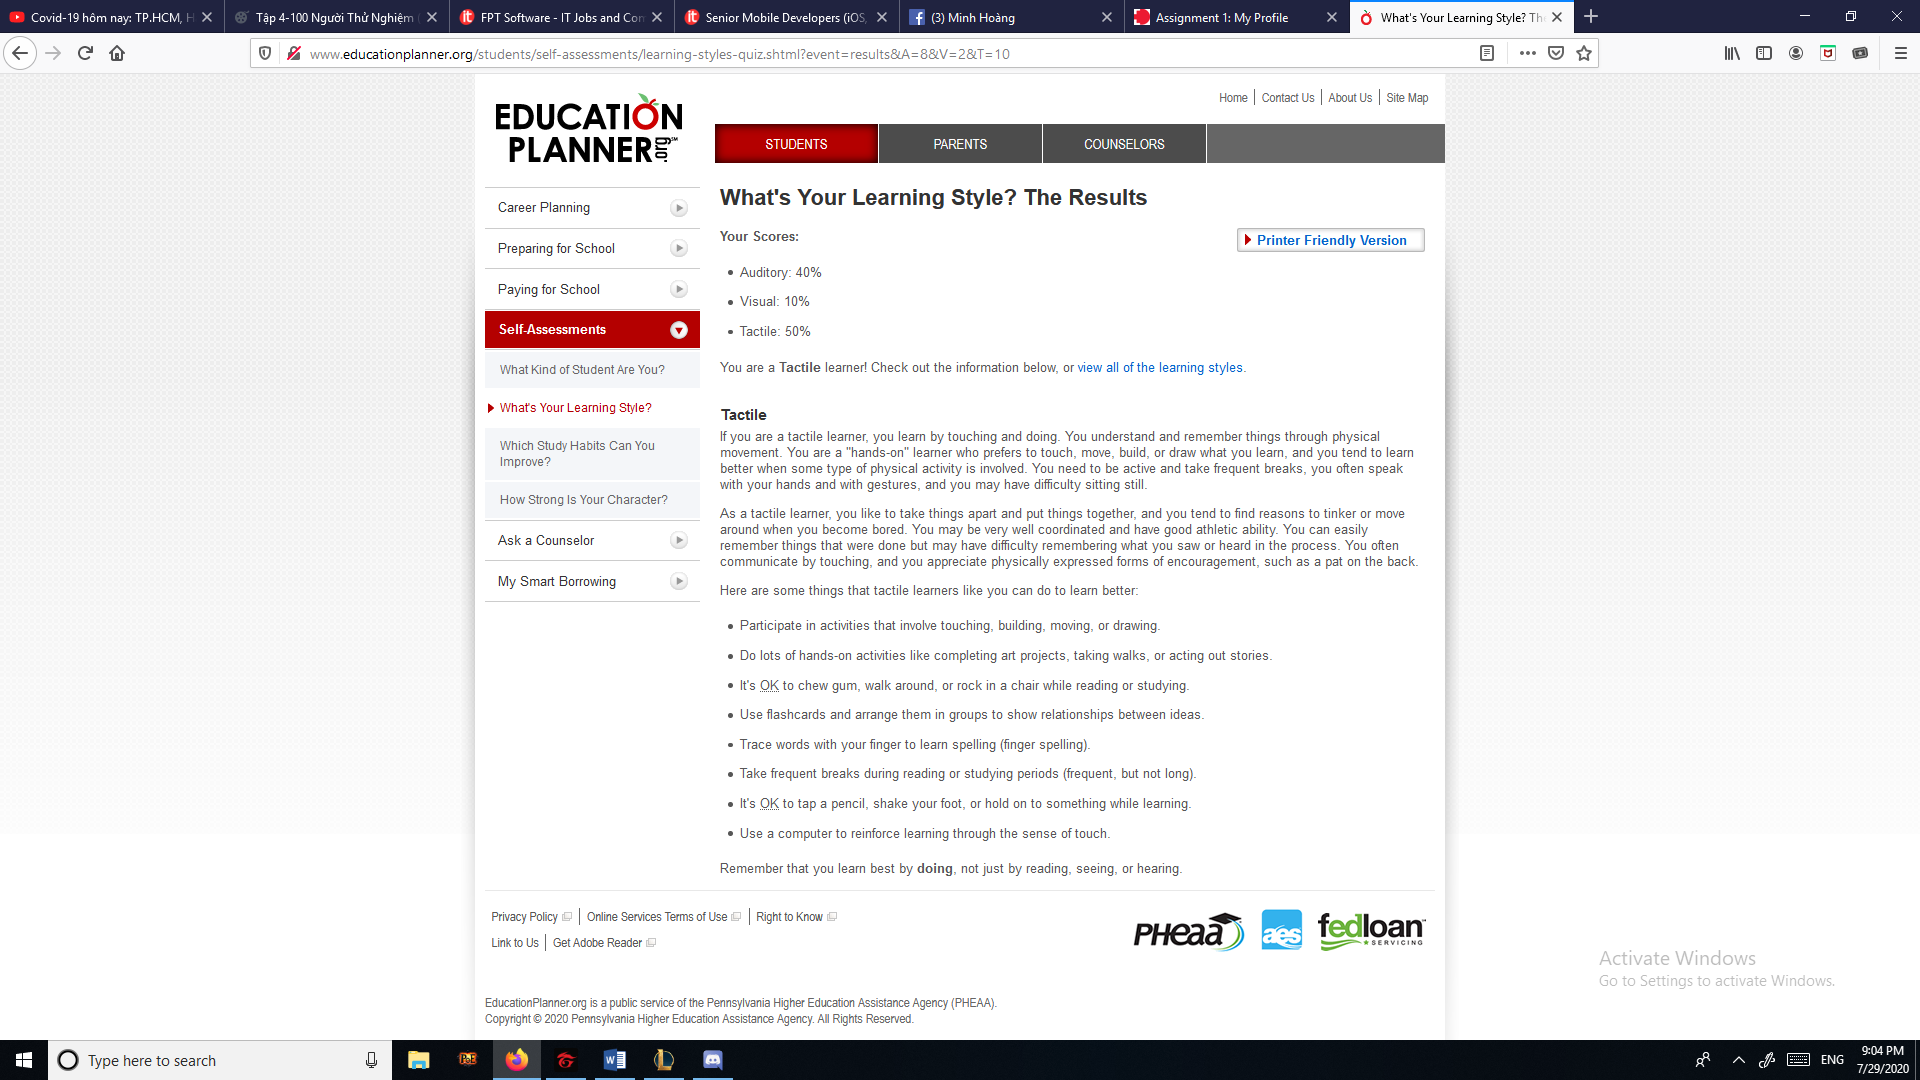 Covid-19 hôm nay: TP.HCM, H
Tập 4-100 Người Thử Nghiệm
FPT Software - IT Jobs and Com
Senior Mobile Developers (iOS,
(3) Minh Hoàng
Assignment 1: My Profile
What's Your Learning Style? The
www.educationplanner.org/students/self-assessments/learning-styles-quiz.shtml?event=results&A=8&V=2&T=10
EDUCATION
PLANNER.org
Home
Contact Us
About Us
Site Map
STUDENTS
PARENTS
COUNSELORS
Career Planning
Preparing for School
Paying for School
Self-Assessments
What Kind of Student Are You?
What's Your Learning Style?
Which Study Habits Can You
Improve?
How Strong Is Your Character?
Ask a Counselor
My Smart Borrowing
What's Your Learning Style? The Results
Your Scores:
Printer Friendly Version
Auditory: 40%
Visual: 10%
Tactile: 50%
You are a Tactile learner! Check out the information below, or view all of the learning styles.
Tactile
If you are a tactile learner, you learn by touching and doing. You understand and remember things through physical
movement. You are a "hands-on" learner who prefers to touch, move, build, or draw what you learn, and you tend to learn
better when some type of physical activity is involved. You need to be active and take frequent breaks, you often speak
with your hands and with gestures, and you may have difficulty sitting still.
As a tactile learner, you like to take things apart and put things together, and you tend to find reasons to tinker or move
around when you become bored. You may be very well coordinated and have good athletic ability. You can easily
remember things that were done but may have difficulty remembering what you saw or heard in the process. You often
communicate by touching, and you appreciate physically expressed forms of encouragement, such as a pat on the back.
Here are some things that tactile learners like you can do to learn better:
Participate in activities that involve touching, building, moving, or drawing.
Do lots of hands-on activities like completing art projects, taking walks, or acting out stories.
It's OK to chew gum, walk around, or rock in a chair while reading or studying.
Use flashcards and arrange them in groups to show relationships between ideas.
Trace words with your finger to learn spelling (finger spelling).
Take frequent breaks during reading or studying periods (frequent, but not long).
It's OK to tap a pencil, shake your foot, or hold on to something while learning.
Use a computer to reinforce learning through the sense of touch.
Remember that you learn best by doing, not just by reading, seeing, or hearing.
Privacy Policy
Online Services Terms of Use
Right to Know
Link to Us
Get Adobe Reader
PHEAA
aes
fedloan
SERVICING
EducationPlanner.org is a public service of the Pennsylvania Higher Education Assistance Agency (PHEAA).
Copyright © 2020 Pennsylvania Higher Education Assistance Agency. All Rights Reserved.
Activate Windows
Go to Settings to activate Windows.
Type here to search
ENG
9:04 PM
7/29/2020